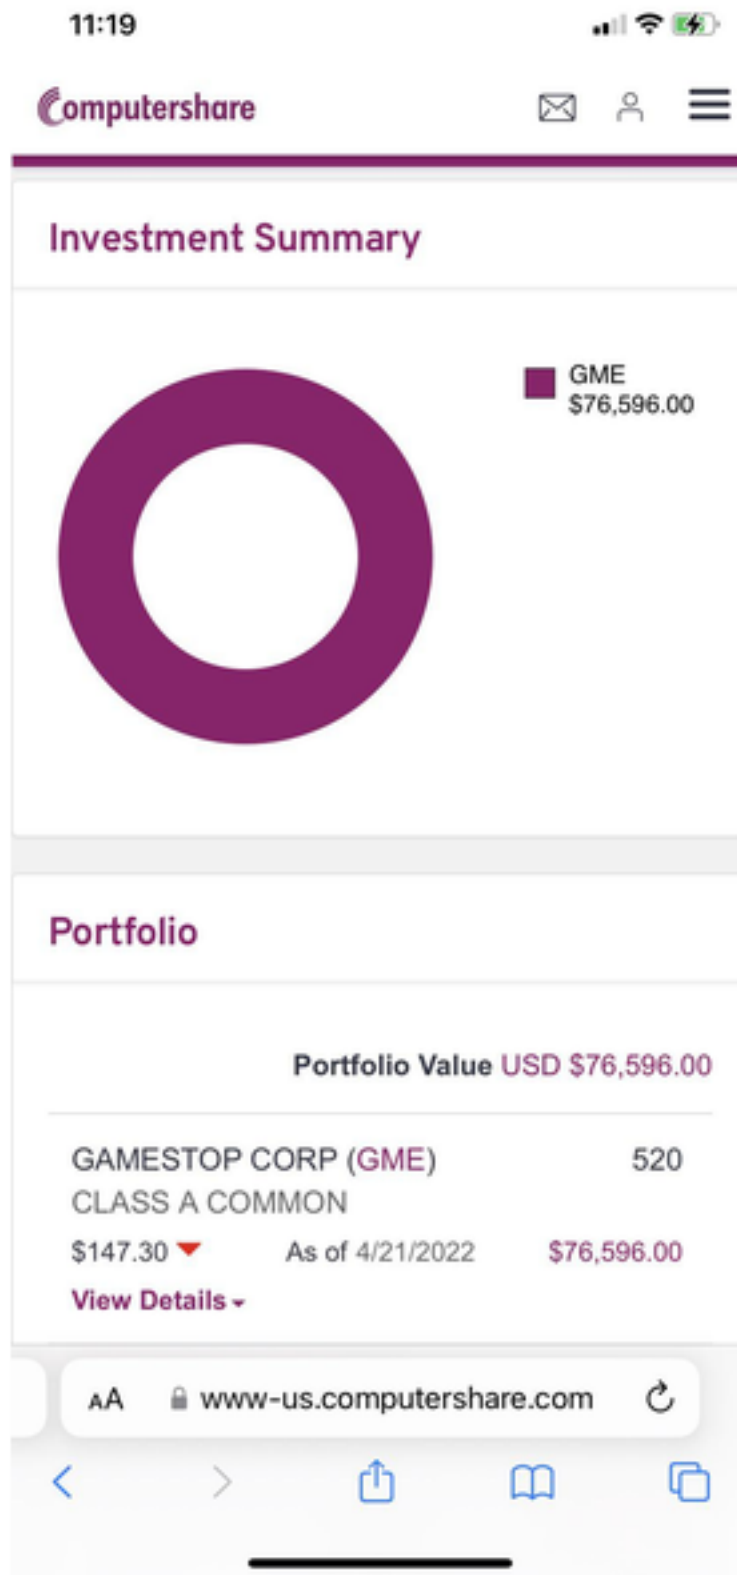 11:19
Computershare
Investment Summary
GME
$76,596.00
Portfolio
Portfolio Value USD $76,596.00
GAMESTOP CORP (GME) 520
CLASS A COMMON
$147.30 As of 4/21/2022 $76,596.00
View Details
AA www-us.computershare.com